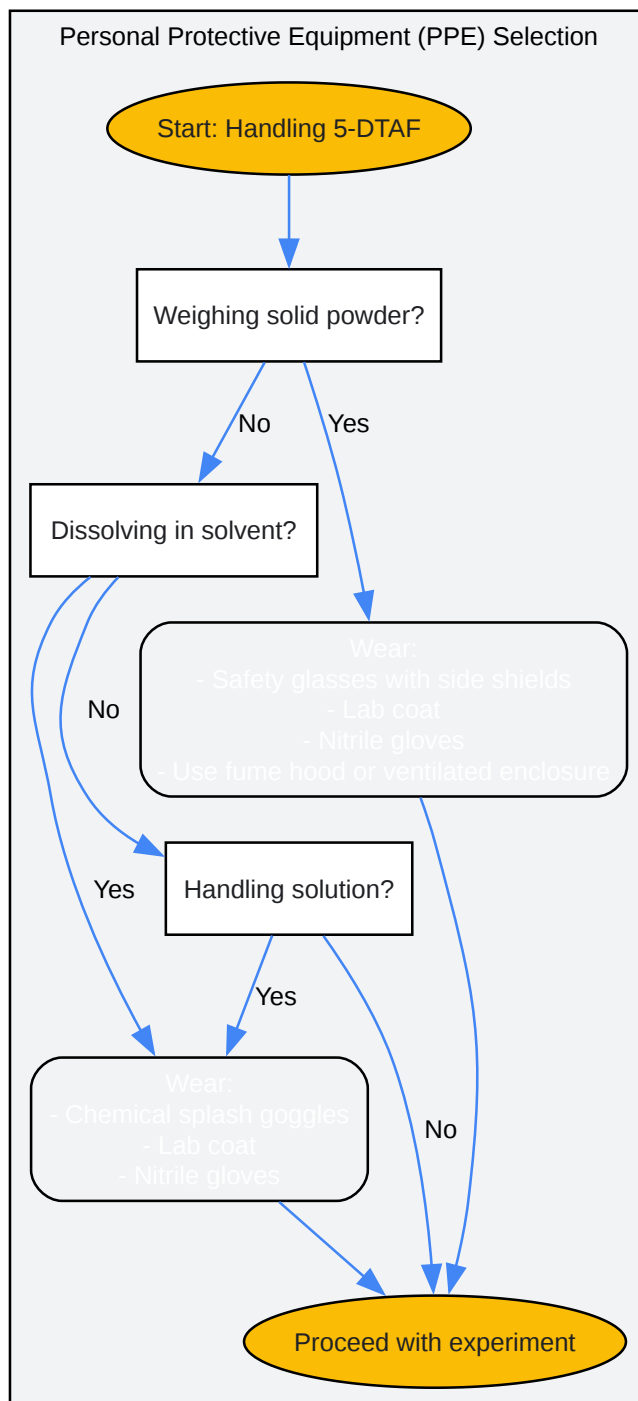 Personal Protective Equipment (PPE) Selection
Start: Handling 5-DTAF
Weighing solid powder?
No
Yes
Dissolving in solvent?
Wear:
- Safety glasses with side shields
- Lab coat
- Nitrile gloves
- Use fume hood or ventilated enclosure
No
Yes
Handling solution?
Yes
No
Wear:
- Chemical splash goggles
- Lab coat
- Nitrile gloves
Proceed with experiment